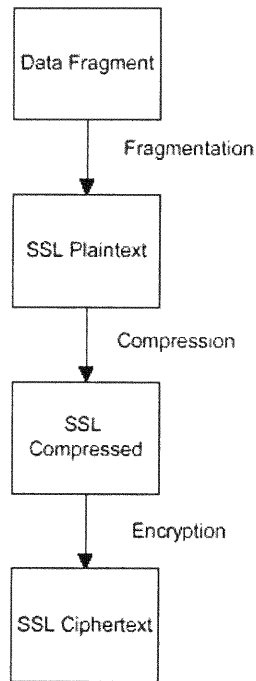 Data Fragment
Fragmentation
SSL Plaintext
Compression
SSL
Compressed
Encryption
SSL Ciphertext